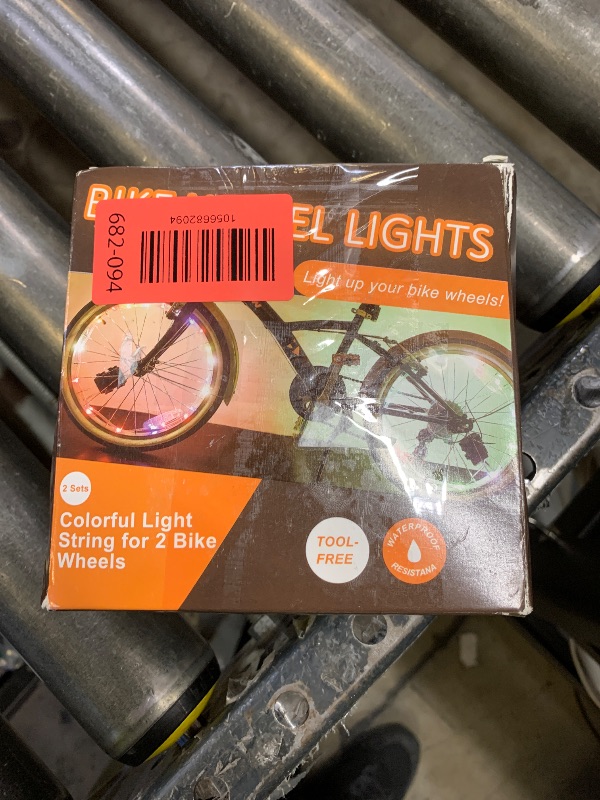 EL LIGHTS
1056682094
682-094
Light up your bike wheels!
2 Sets
Colorful Light
String for 2 Bike
Wheels
TOOL-
FREE
WATERPROOF
RESISTANA